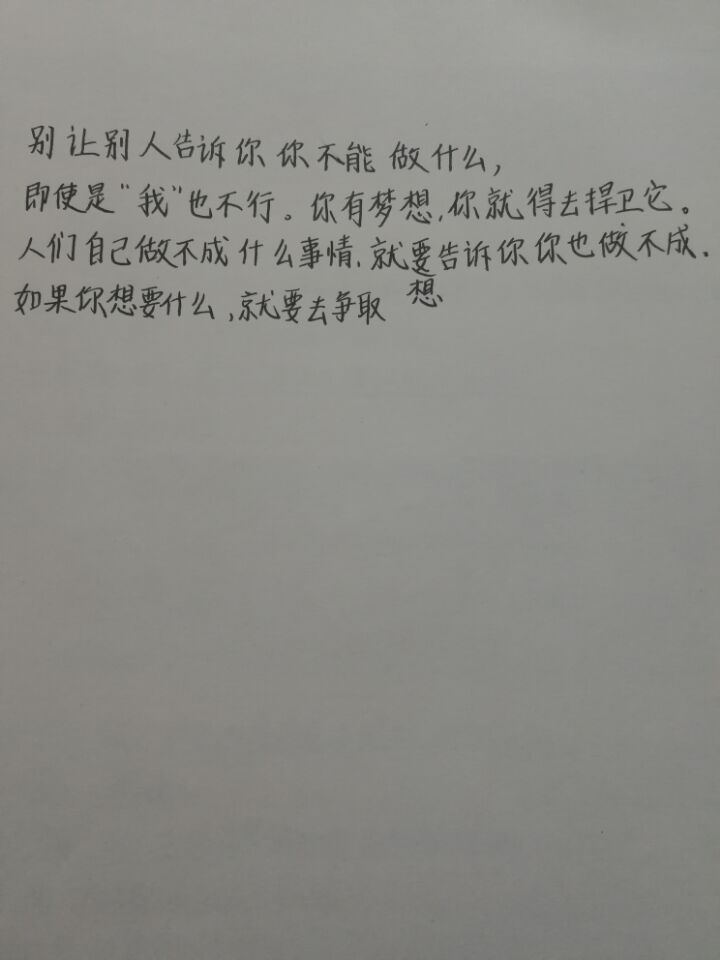 别让别人告诉你你不能做什么,
即使是"我"也不行。你有梦想,你就得去捍卫它。
人们自己做不成什么事情,就想要告诉你你也做不成.
如果你想要什么,就要去争取